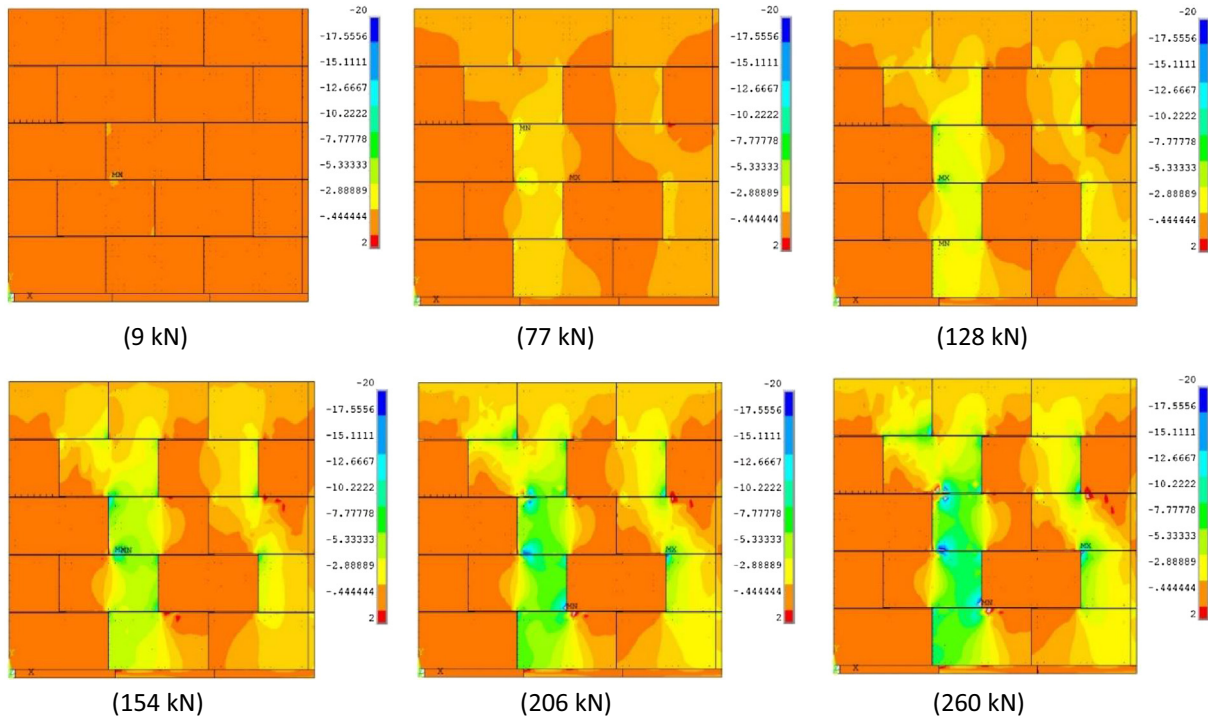 -20
-17.5556
-15.1111
-12.6667
-10.2222
-7.77778
-5.33333
-2.88889
-.444444
2
MN
X
(9 kN)
-20
-17.5556
-15.1111
-12.6667
-10.2222
-7.77778
-5.33333
-2.88889
-.444444
2
MN
MX
X
(77 kN)
-20
-17.5556
-15.1111
-12.6667
-10.2222
-7.77778
-5.33333
-2.88889
-.444444
2
MX
MN
X
(128 kN)
-20
-17.5556
-15.1111
-12.6667
-10.2222
-7.77778
-5.33333
-2.88889
-.444444
2
X
(154 kN)
-20
-17.5556
-15.1111
-12.6667
-10.2222
-7.77778
-5.33333
-2.88889
-.444444
2
MX
MN
X
(206 kN)
-20
-17.5556
-15.1111
-12.6667
-10.2222
-7.77778
-5.33333
-2.88889
-.444444
2
MX
MN
X
(260 kN)